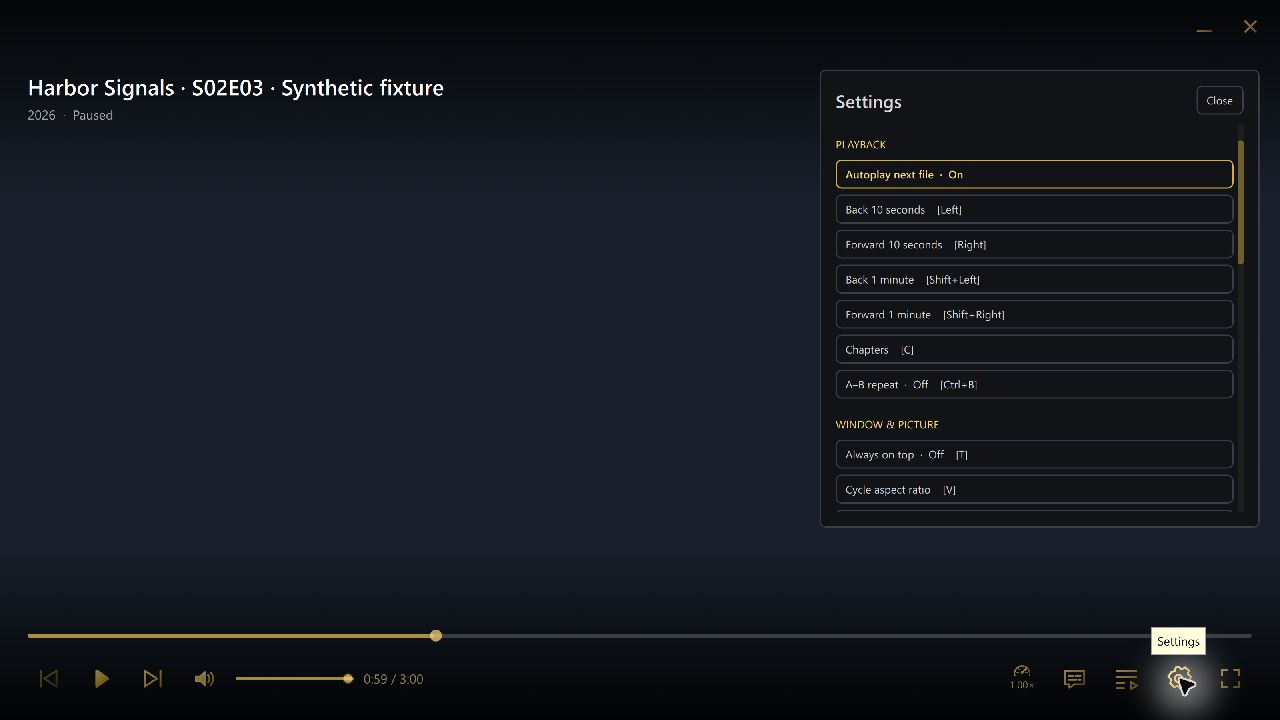 Harbor Signals · S02E03 · Synthetic fixture
2026 · Paused
Settings
Close
PLAYBACK
Autoplay next file · On
Back 10 seconds [Left]
Forward 10 seconds [Right]
Back 1 minute [Shift+Left]
Forward 1 minute [Shift+Right]
Chapters [C]
A–B repeat · Off [Ctrl+B]
WINDOW & PICTURE
Always on top · Off [T]
Cycle aspect ratio [V]
Settings
0:59 / 3:00
1.00×